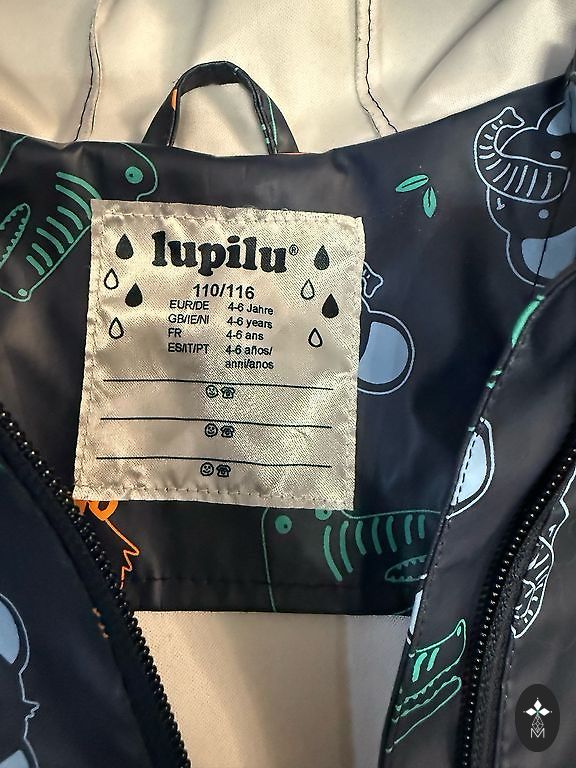 lupilu®
110/116
EUR/DE 4-6 Jahre
GB/IE/NI 4-6 years
FR 4-6 ans
ES/IT/PT 4-6 años/
anni/anos
M